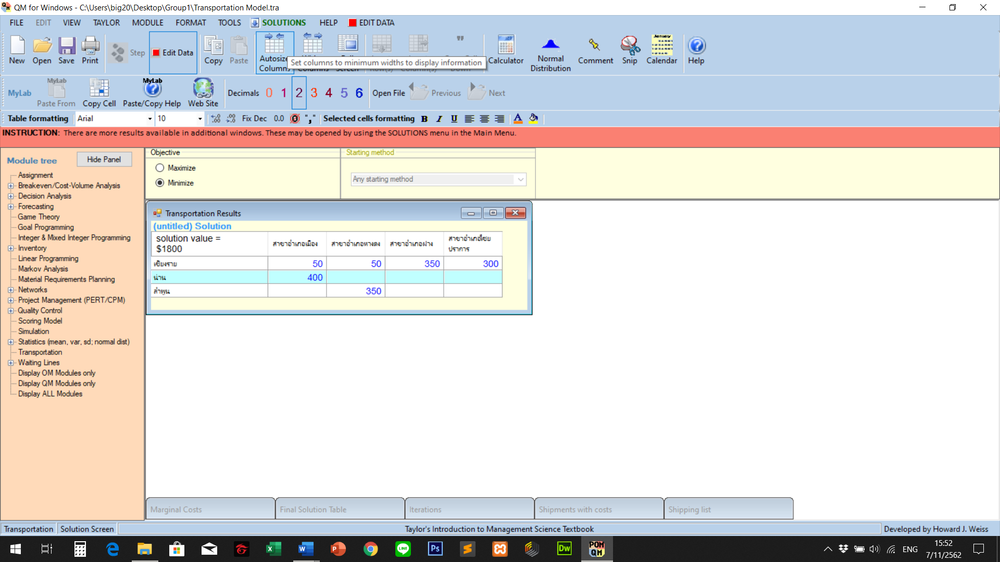 QM for Windows - C:\Users\big20\Desktop\Group1\Transportation Model.tra
FILE EDIT VIEW TAYLOR MODULE FORMAT TOOLS SOLUTIONS HELP EDIT DATA
New Open Save Print Step Edit Data Copy Paste Autosize Columns Calculator Normal Distribution Comment Snip Calendar Help
Set columns to minimum widths to display information
MyLab Paste From Copy Cell Paste/Copy Help Web Site Decimals 0 1 2 3 4 5 6 Open File Previous Next
Table formatting Arial 10 Fix Dec 0.0 Selected cells formatting B I U A
INSTRUCTION: There are more results available in additional windows. These may be opened by using the SOLUTIONS menu in the Main Menu.
Module tree Hide Panel
Assignment
Breakeven/Cost-Volume Analysis
Decision Analysis
Forecasting
Game Theory
Goal Programming
Integer & Mixed Integer Programming
Inventory
Linear Programming
Markov Analysis
Material Requirements Planning
Networks
Project Management (PERT/CPM)
Quality Control
Scoring Model
Simulation
Statistics (mean, var, sd; normal dist)
Transportation
Waiting Lines
Display OM Modules only
Display QM Modules only
Display ALL Modules
Objective
Maximize
Minimize
Starting method
Any starting method
Transportation Results
(untitled) Solution
solution value = $1800 สาขาอำเภอเมือง สาขาอำเภอหางดง สาขาอำเภอฝาง สาขาอำเภอไชยปราการ
เชียงราย 50 50 350 300
น่าน 400
ลำพูน 350
Marginal Costs Final Solution Table Iterations Shipments with costs Shipping list
Transportation Solution Screen Taylor's Introduction to Management Science Textbook Developed by Howard J. Weiss
ENG 15:52
7/11/2562